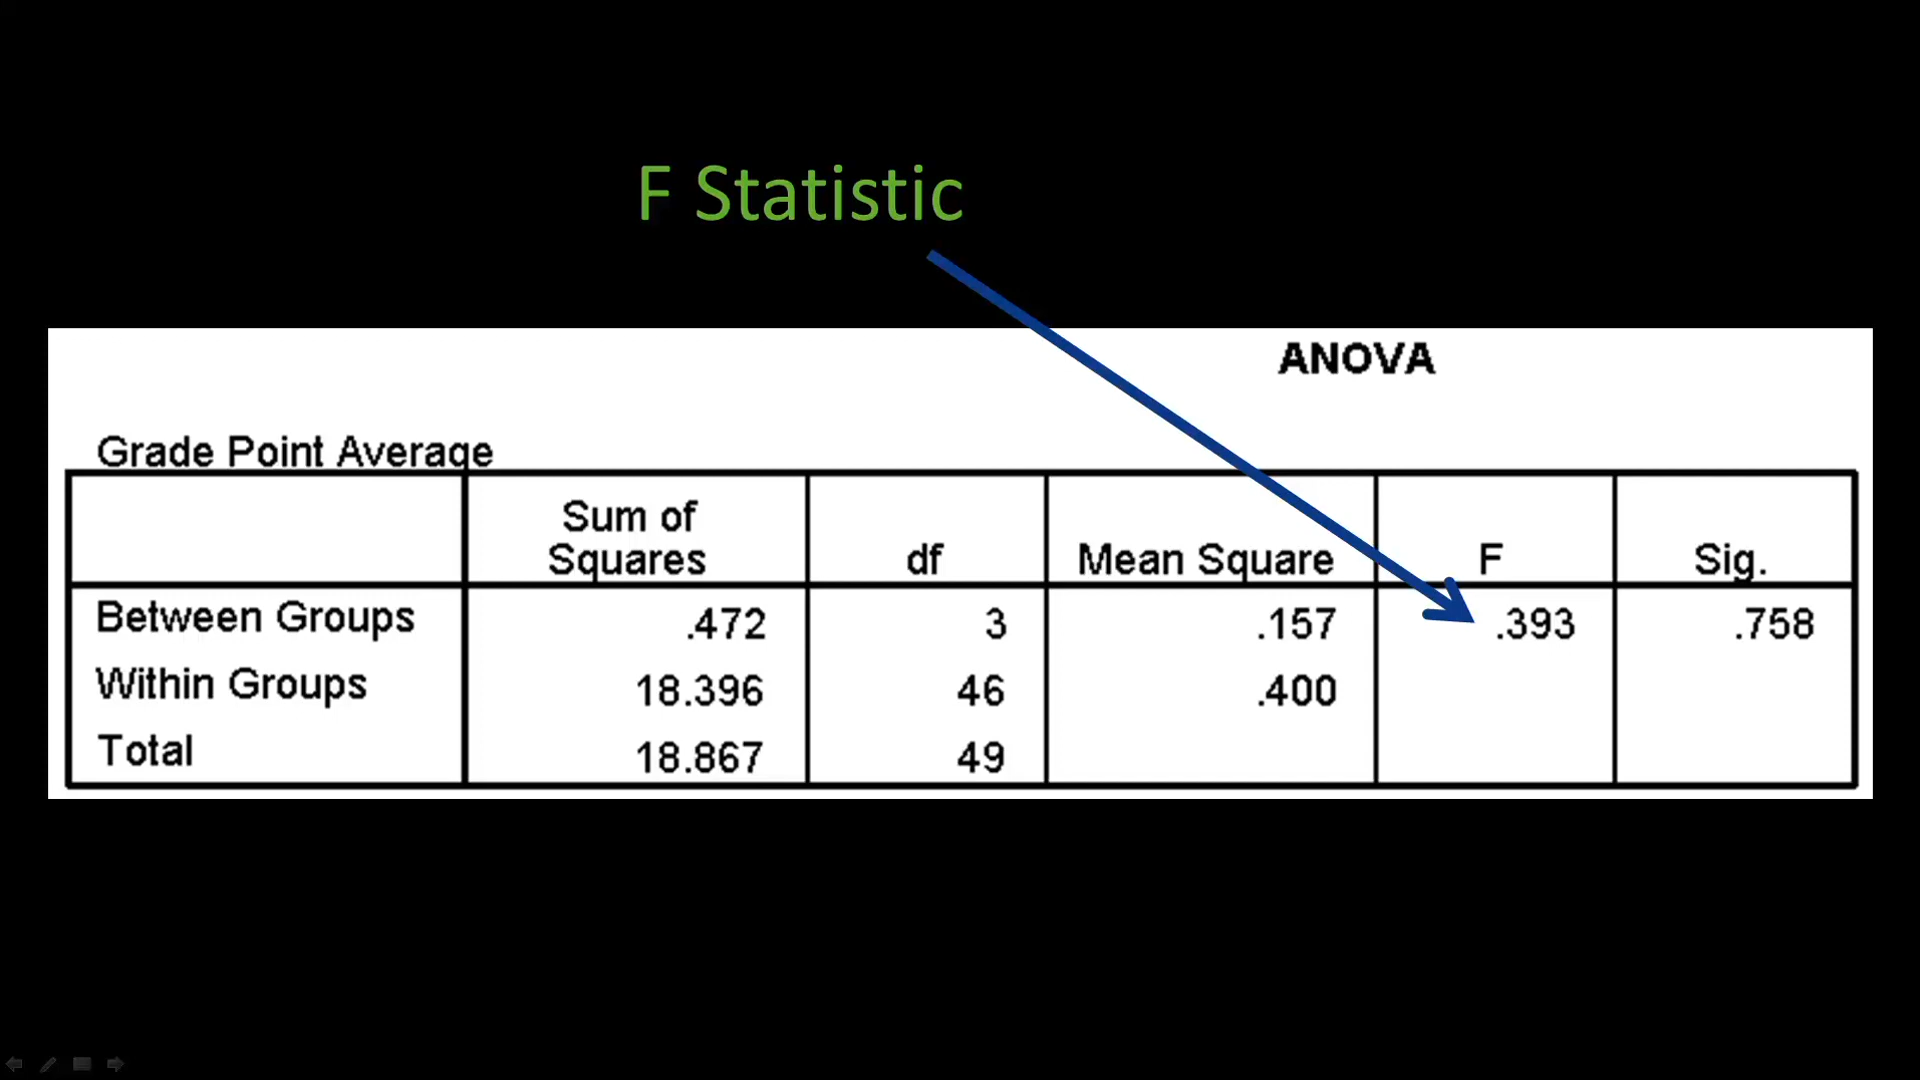 F Statistic
ANOVA
Grade Point Average
Sum of Squares df Mean Square F Sig.
Between Groups .472 3 .157 .393 .758
Within Groups 18.396 46 .400
Total 18.867 49